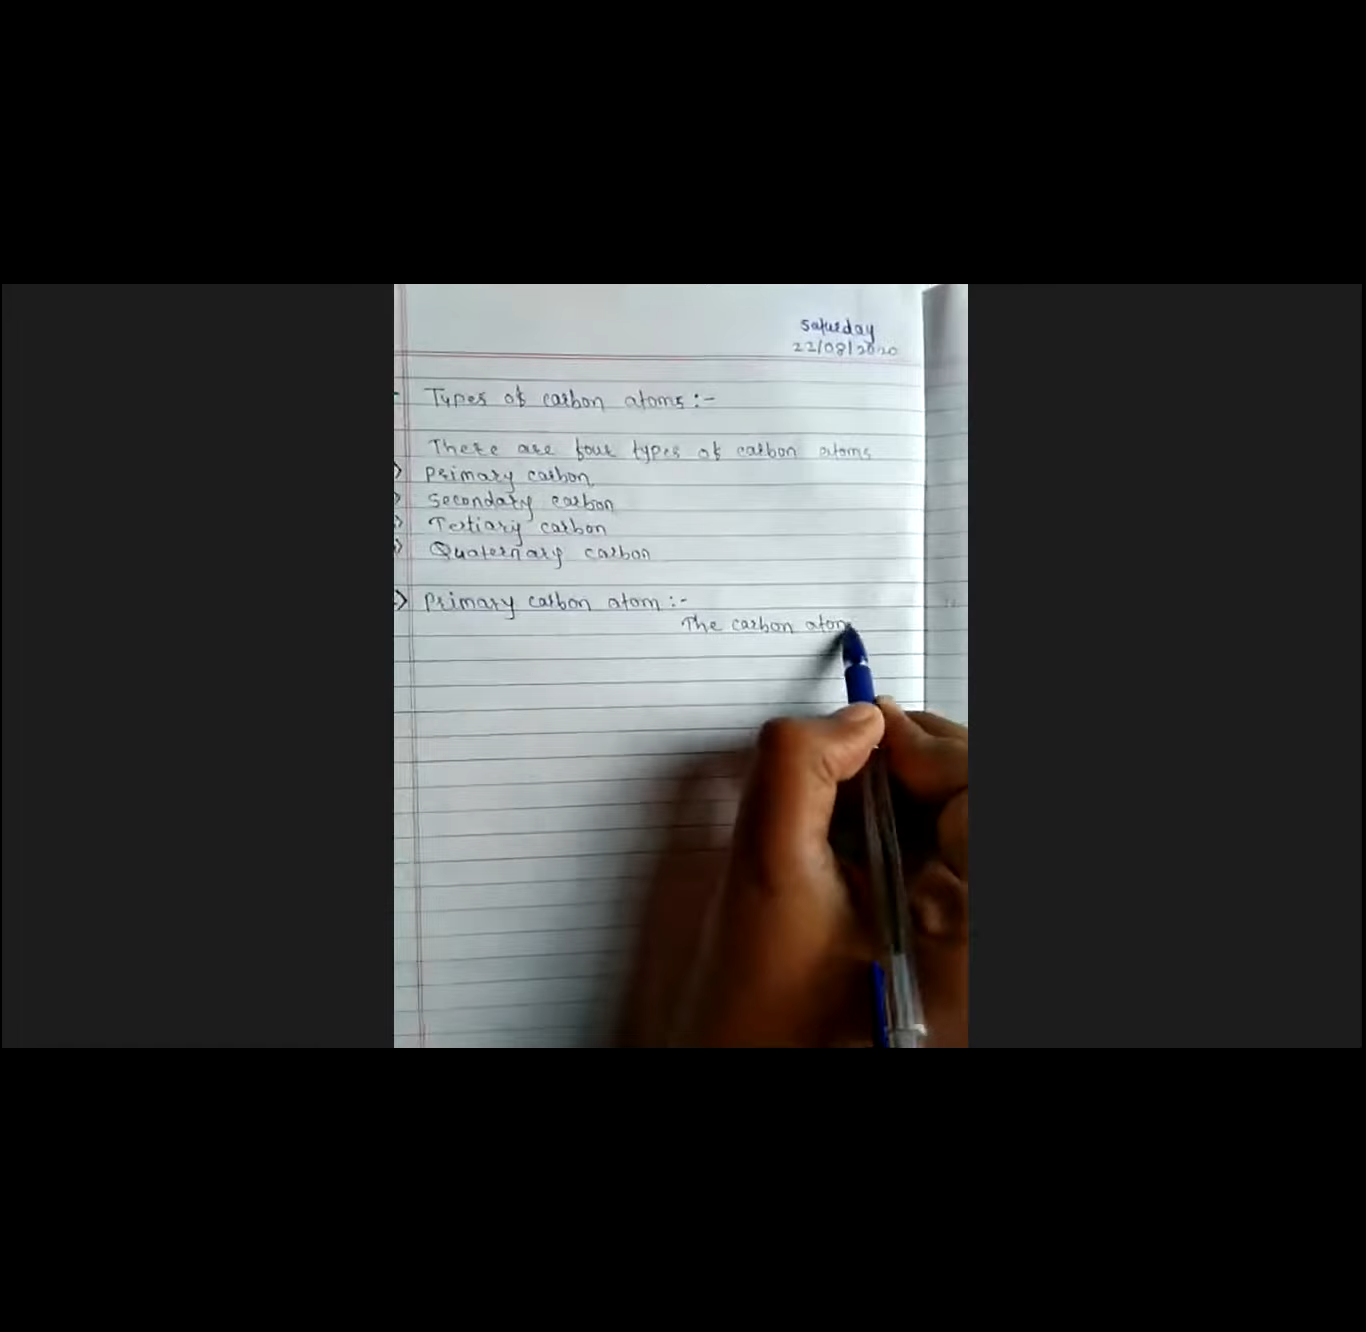 Saturday
22/08/2020
Types of carbon atoms :-
There are four types of carbon atoms
Primary carbon
Secondary carbon
Tertiary carbon
Quaternary carbon
Primary carbon atom :-
The carbon atom